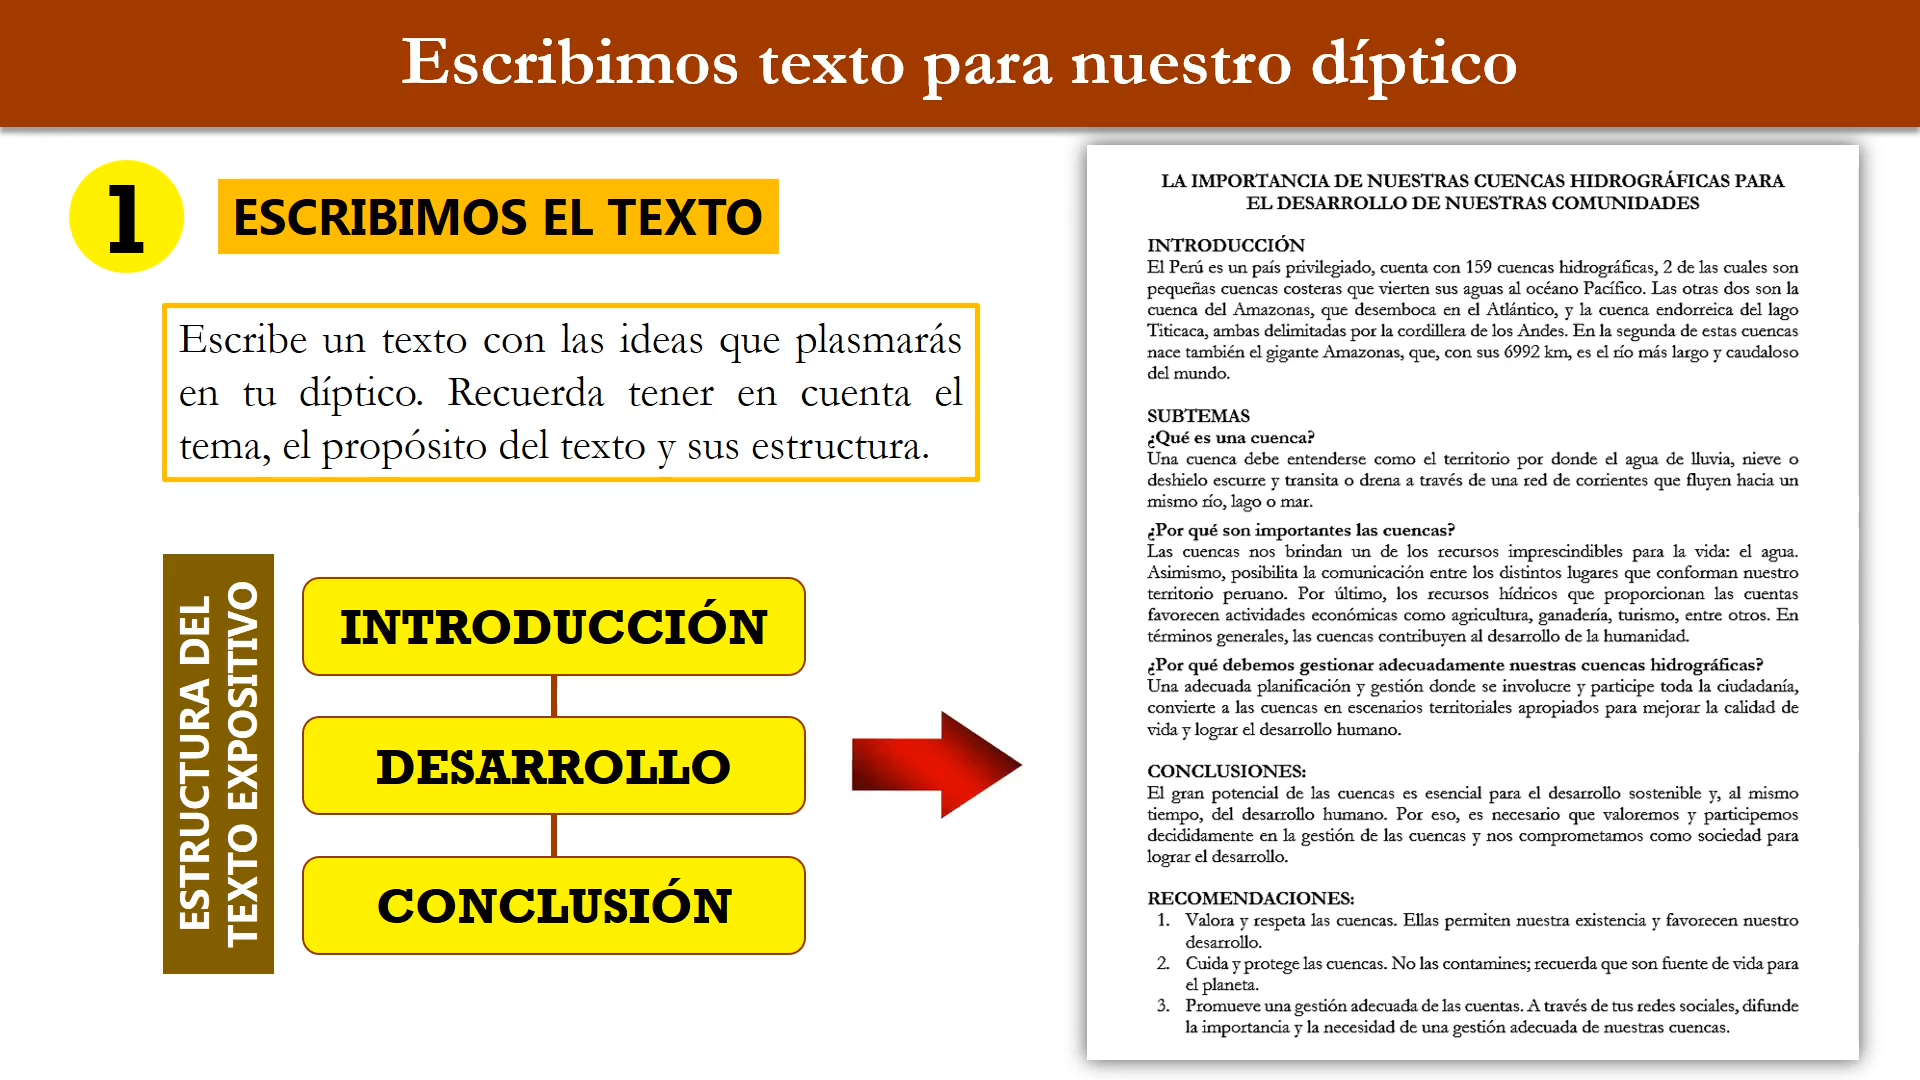 Escribimos texto para nuestro díptico
1
ESCRIBIMOS EL TEXTO
Escribe un texto con las ideas que plasmarás
en tu díptico. Recuerda tener en cuenta el
tema, el propósito del texto y sus estructura.
ESTRUCTURA DEL
TEXTO EXPOSITIVO
INTRODUCCIÓN
DESARROLLO
CONCLUSIÓN
LA IMPORTANCIA DE NUESTRAS CUENCAS HIDROGRÁFICAS PARA
EL DESARROLLO DE NUESTRAS COMUNIDADES
INTRODUCCIÓN
El Perú es un país privilegiado, cuenta con 159 cuencas hidrográficas, 2 de las cuales son
pequeñas cuencas costeras que vierten sus aguas al océano Pacífico. Las otras dos son la
cuenca del Amazonas, que desemboca en el Atlántico, y la cuenca endorreica del lago
Titicaca, ambas delimitadas por la cordillera de los Andes. En la segunda de estas cuencas
nace también el gigante Amazonas, que, con sus 6992 km, es el río más largo y caudaloso
del mundo.
SUBTEMAS
¿Qué es una cuenca?
Una cuenca debe entenderse como el territorio por donde el agua de lluvia, nieve o
deshielo escurre y transita o drena a través de una red de corrientes que fluyen hacia un
mismo río, lago o mar.
¿Por qué son importantes las cuencas?
Las cuencas nos brindan un de los recursos imprescindibles para la vida: el agua.
Asimismo, posibilita la comunicación entre los distintos lugares que conforman nuestro
territorio peruano. Por último, los recursos hídricos que proporcionan las cuentas
favorecen actividades económicas como agricultura, ganadería, turismo, entre otros. En
términos generales, las cuencas contribuyen al desarrollo de la humanidad.
¿Por qué debemos gestionar adecuadamente nuestras cuencas hidrográficas?
Una adecuada planificación y gestión donde se involucre y participe toda la ciudadanía,
convierte a las cuencas en escenarios territoriales apropiados para mejorar la calidad de
vida y lograr el desarrollo humano.
CONCLUSIONES:
El gran potencial de las cuencas es esencial para el desarrollo sostenible y, al mismo
tiempo, del desarrollo humano. Por eso, es necesario que valoremos y participemos
decididamente en la gestión de las cuencas y nos comprometamos como sociedad para
lograr el desarrollo.
RECOMENDACIONES:
1. Valora y respeta las cuencas. Ellas permiten nuestra existencia y favorecen nuestro
desarrollo.
2. Cuida y protege las cuencas. No las contamines; recuerda que son fuente de vida para
el planeta.
3. Promueve una gestión adecuada de las cuentas. A través de tus redes sociales, difunde
la importancia y la necesidad de una gestión adecuada de nuestras cuencas.